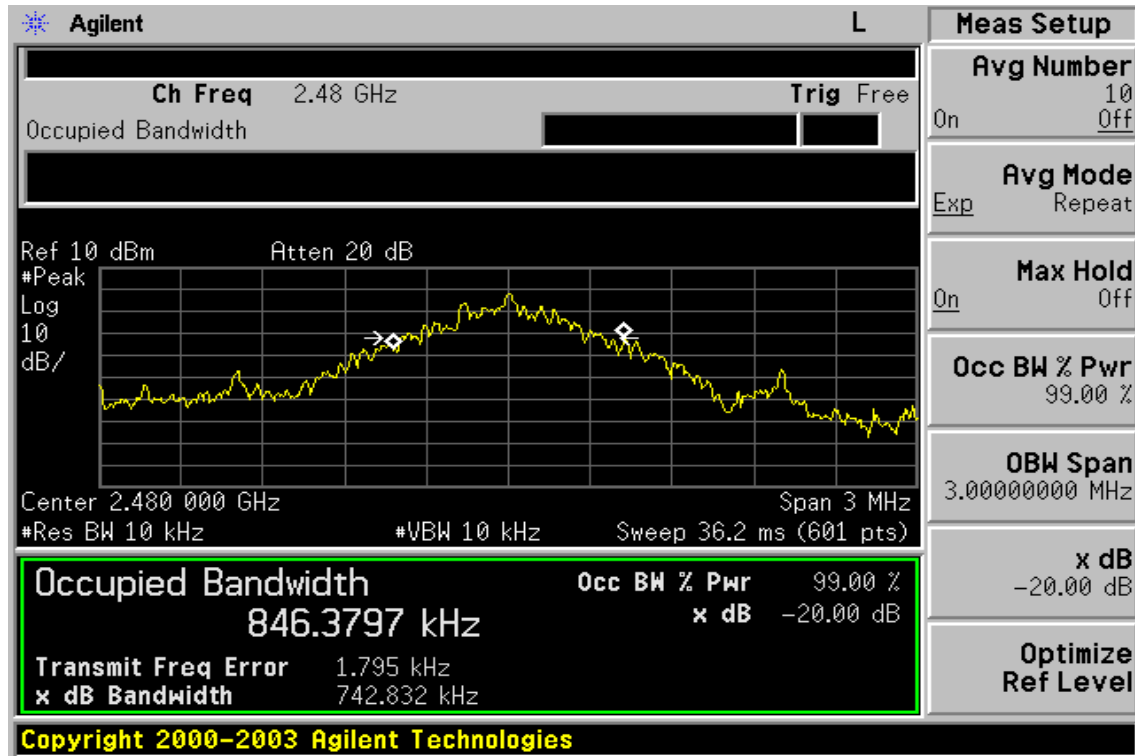 Agilent L
Ch Freq 2.48 GHz Trig Free
Occupied Bandwidth
Ref 10 dBm Atten 20 dB
#Peak
Log
10
dB/
Center 2.480 000 GHz Span 3 MHz
#Res BW 10 kHz #VBW 10 kHz Sweep 36.2 ms (601 pts)
Occupied Bandwidth Occ BW % Pwr 99.00 %
846.3797 kHz x dB -20.00 dB
Transmit Freq Error 1.795 kHz
x dB Bandwidth 742.832 kHz
Copyright 2000-2003 Agilent Technologies
Meas Setup
Avg Number
10
On Off
Avg Mode
Exp Repeat
Max Hold
On Off
Occ BW % Pwr
99.00 %
OBW Span
3.00000000 MHz
x dB
-20.00 dB
Optimize
Ref Level